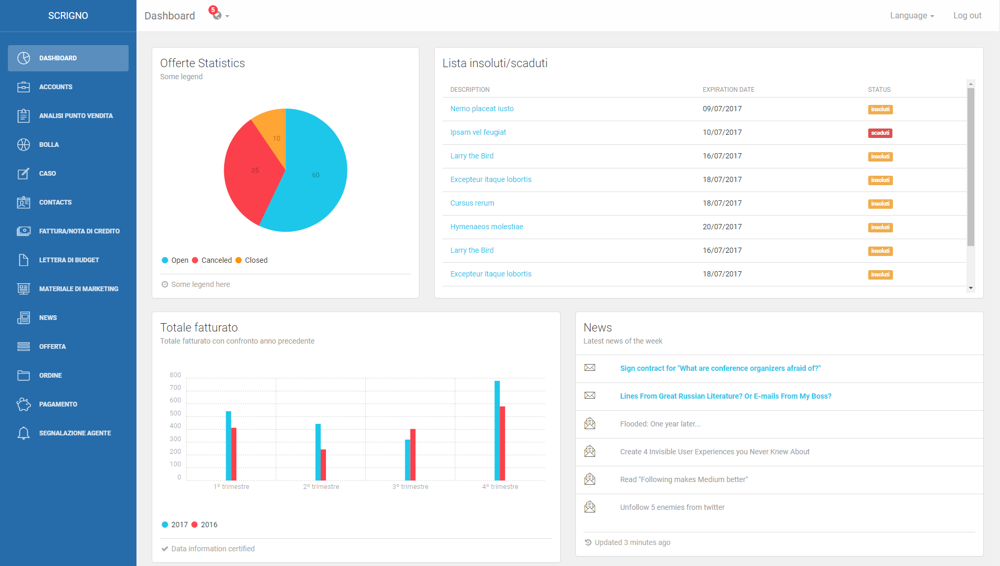 SCRIGNO
DASHBOARD
ACCOUNTS
ANALISI PUNTO VENDITA
BOLLA
CASO
CONTACTS
FATTURA/NOTA DI CREDITO
LETTERA DI BUDGET
MATERIALE DI MARKETING
NEWS
OFFERTA
ORDINE
PAGAMENTO
SEGNALAZIONE AGENTE
Dashboard 5 Language Log out
Offerte Statistics
Some legend
10
35
60
Open Canceled Closed
Some legend here
Lista insoluti/scaduti
DESCRIPTION EXPIRATION DATE STATUS
Nemo placeat iusto 09/07/2017 insoluti
Ipsam vel feugiat 10/07/2017 scaduti
Larry the Bird 16/07/2017 insoluti
Excepteur itaque lobortis 18/07/2017 insoluti
Cursus rerum 18/07/2017 insoluti
Hymenaeos molestiae 20/07/2017 insoluti
Larry the Bird 16/07/2017 insoluti
Excepteur itaque lobortis 18/07/2017 insoluti
Totale fatturato
Totale fatturato con confronto anno precedente
800
700
600
500
400
300
200
100
0
1º trimestre 2º trimestre 3º trimestre 4º trimestre
2017 2016
Data information certified
News
Latest news of the week
Sign contract for "What are conference organizers afraid of?"
Lines From Great Russian Literature? Or E-mails From My Boss?
Flooded: One year later...
Create 4 Invisible User Experiences you Never Knew About
Read "Following makes Medium better"
Unfollow 5 enemies from twitter
Updated 3 minutes ago